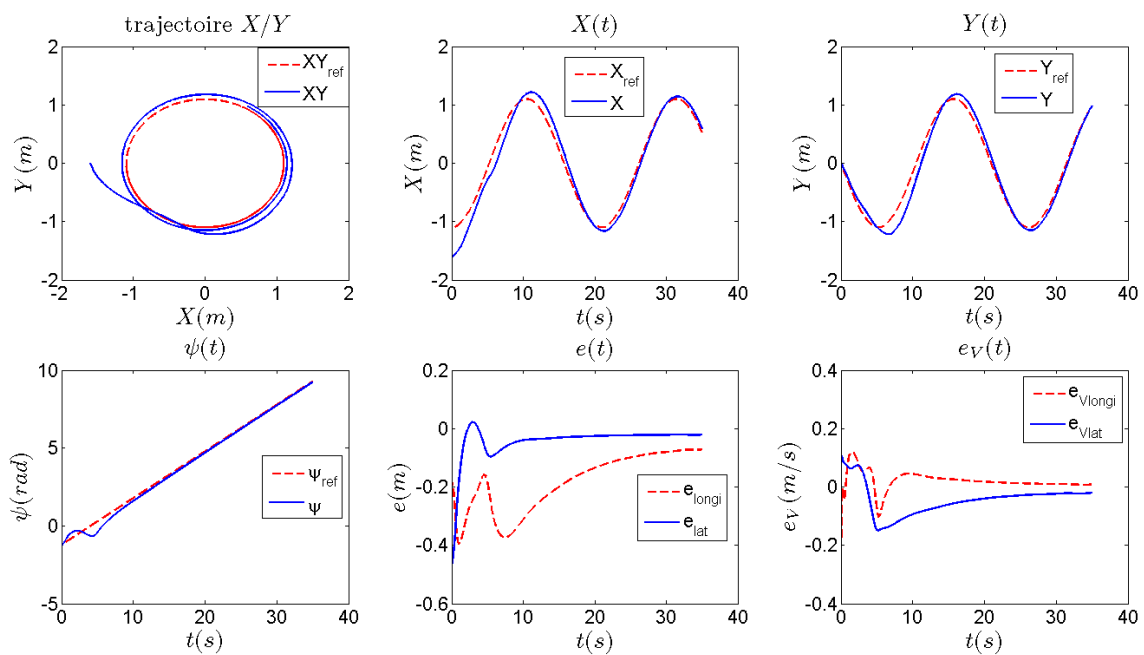 trajectoire X/Y
2
1
0
-1
-2
Y(m)
-2
-1
0
1
2
X(m)
XY_ref
XY
X(t)
2
1
0
-1
-2
X(m)
0
10
20
30
40
t(s)
X_ref
X
Y(t)
2
1
0
-1
-2
Y(m)
0
10
20
30
40
t(s)
Y_ref
Y
ψ(t)
10
5
0
-5
ψ(rad)
0
10
20
30
40
t(s)
ψ_ref
ψ
e(t)
0.2
0
-0.2
-0.4
-0.6
e(m)
0
10
20
30
40
t(s)
e_longi
e_lat
e_V(t)
0.4
0.2
0
-0.2
-0.4
e_V(m/s)
0
10
20
30
40
t(s)
e_Vlongi
e_Vlat